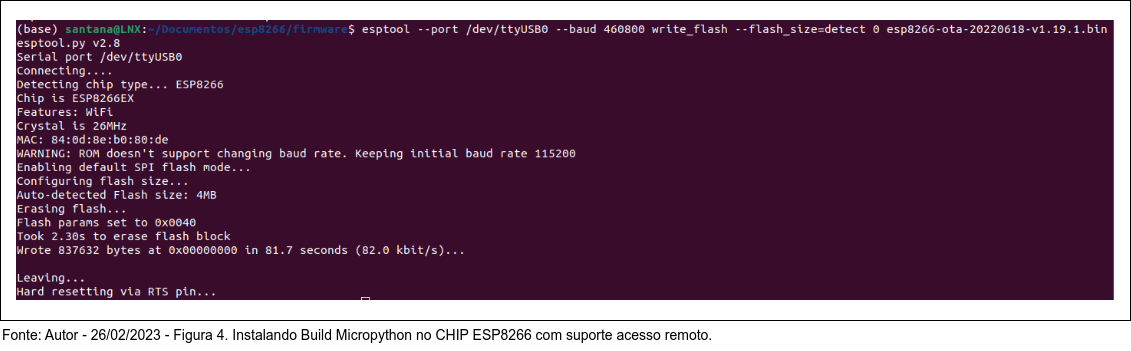 (base) santana@LNX:~/Documentos/esp8266/firmware$ esptool --port /dev/ttyUSB0 --baud 460800 write_flash --flash_size=detect 0 esp8266-ota-20220618-v1.19.1.bin
esptool.py v2.8
Serial port /dev/ttyUSB0
Connecting....
Detecting chip type... ESP8266
Chip is ESP8266EX
Features: WiFi
Crystal is 26MHz
MAC: 84:0d:8e:b0:80:de
WARNING: ROM doesn't support changing baud rate. Keeping initial baud rate 115200
Enabling default SPI flash mode...
Configuring flash size...
Auto-detected Flash size: 4MB
Erasing flash...
Flash params set to 0x0040
Took 2.30s to erase flash block
Wrote 837632 bytes at 0x00000000 in 81.7 seconds (82.0 kbit/s)...
Leaving...
Hard resetting via RTS pin...
Fonte: Autor - 26/02/2023 - Figura 4. Instalando Build Micropython no CHIP ESP8266 com suporte acesso remoto.